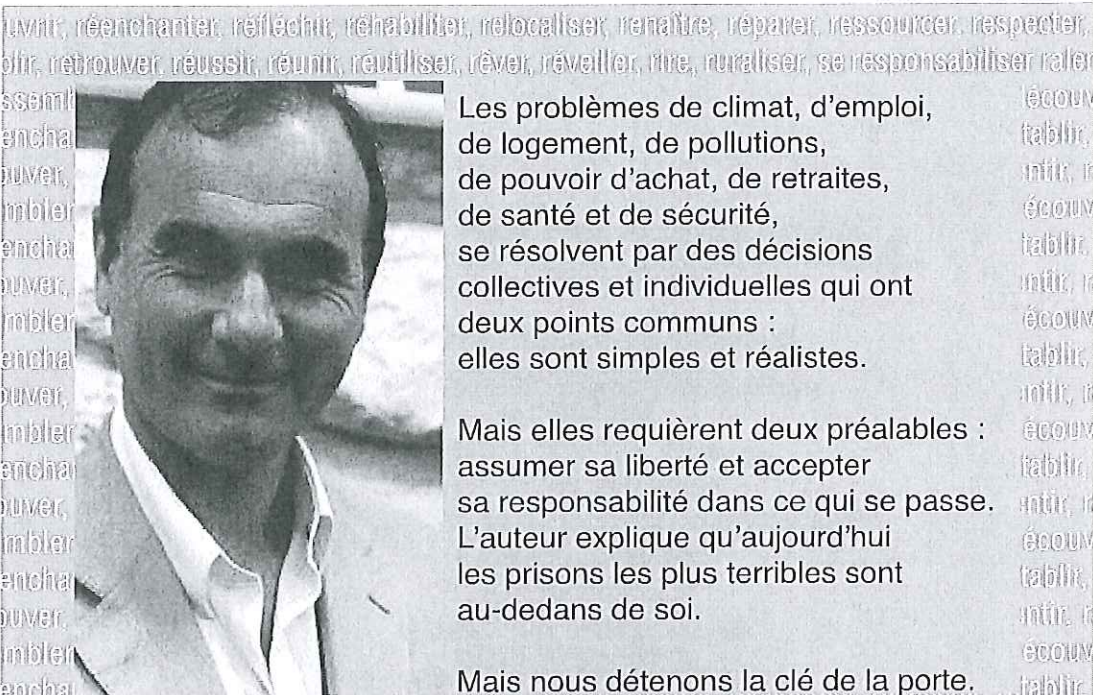 réenchanter, réfléchir, réhabiliter, relocaliser, renaître, réparer, ressourcer, respecter,
retrouver, réussir, réunir, réutiliser, rêver, réveiller, rire, ruraliser, se responsabiliser
Les problèmes de climat, d'emploi,
de logement, de pollutions,
de pouvoir d'achat, de retraites,
de santé et de sécurité,
se résolvent par des décisions
collectives et individuelles qui ont
deux points communs :
elles sont simples et réalistes.
Mais elles requièrent deux préalables :
assumer sa liberté et accepter
sa responsabilité dans ce qui se passe.
L'auteur explique qu'aujourd'hui
les prisons les plus terribles sont
au-dedans de soi.
Mais nous détenons la clé de la porte.